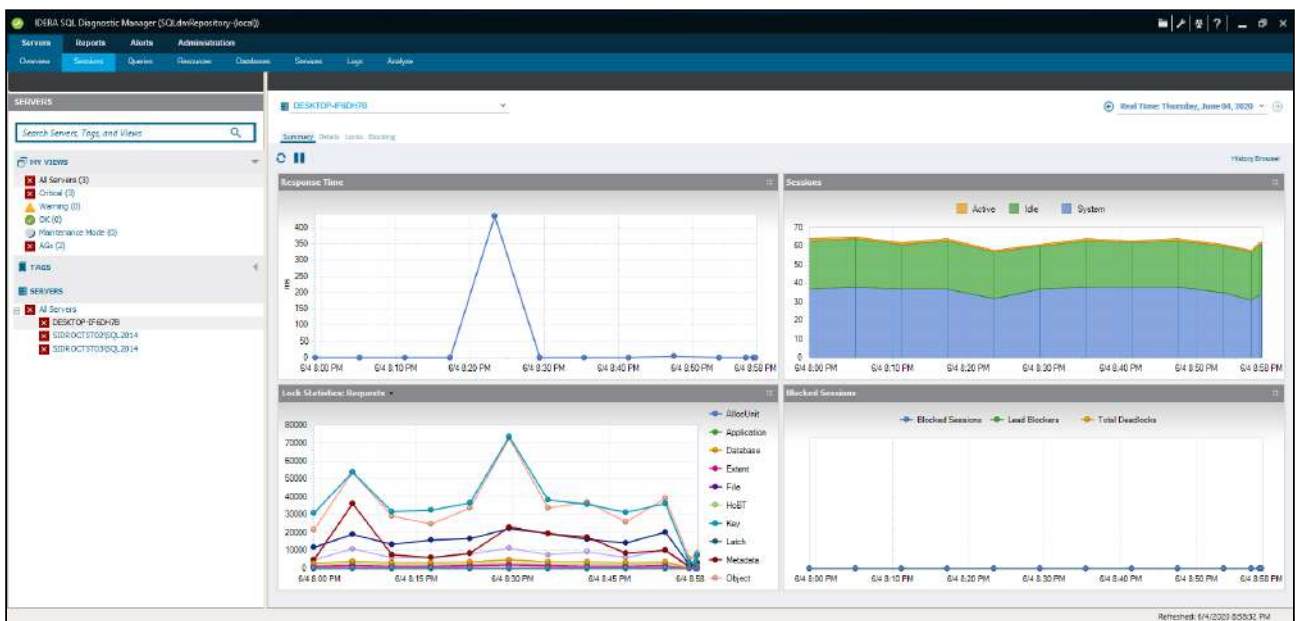 IDERA SQL Diagnostic Manager (SQLdmRepository-(local))
Servers Reports Alerts Administration
Overview Sessions Queries Resources Databases Services Logs Analyze
SERVERS
DESKTOP-IF6DH7B
Real Time: Thursday, June 04, 2020
Search Servers, Tags, and Views
Summary Details Locks Blocking
MY VIEWS
History Browser
All Servers (3)
Critical (3)
Warning (0)
OK (0)
Maintenance Mode (0)
AGs (2)
TAGS
SERVERS
All Servers
DESKTOP-IF6DH7B
SIDROCTST02\SQL2014
SIDROCTST03\SQL2014
Response Time
400
350
300
250
200
150
100
50
0
ms
6/4 8:00 PM 6/4 8:10 PM 6/4 8:20 PM 6/4 8:30 PM 6/4 8:40 PM 6/4 8:50 PM 6/4 8:58 PM
Sessions
Active Idle System
70
60
50
40
30
20
10
0
6/4 8:00 PM 6/4 8:10 PM 6/4 8:20 PM 6/4 8:30 PM 6/4 8:40 PM 6/4 8:50 PM 6/4 8:58 PM
Lock Statistics: Requests
80000
70000
60000
50000
40000
30000
20000
10000
0
6/4 8:00 PM 6/4 8:15 PM 6/4 8:30 PM 6/4 8:45 PM 6/4 8:58
AllocUnit
Application
Database
Extent
File
HoBT
Key
Latch
Metadata
Object
Blocked Sessions
Blocked Sessions Lead Blockers Total Deadlocks
6/4 8:00 PM 6/4 8:10 PM 6/4 8:20 PM 6/4 8:30 PM 6/4 8:40 PM 6/4 8:50 PM 6/4 8:58 PM
Refreshed: 6/4/2020 8:58:32 PM